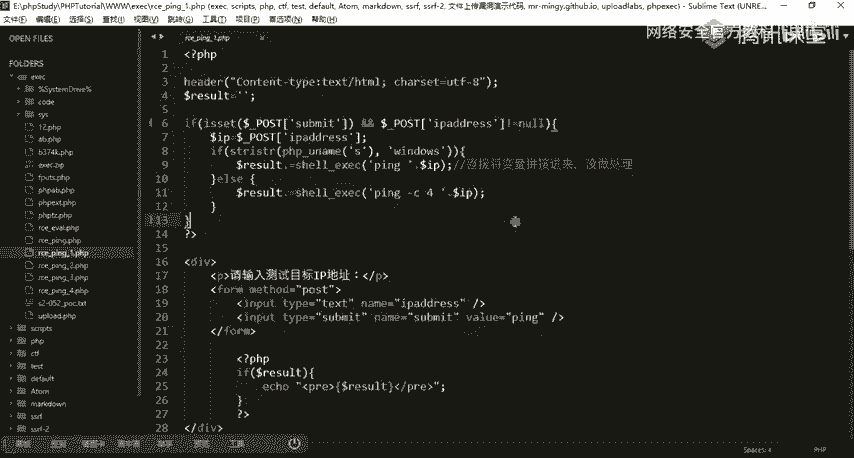 E:\phpStudy\PHPTutorial\WWW\exec\rce_ping_1.php (exec, scripts, php, ctf, test, default, Atom, markdown, ssrf, ssrf-2, 文件上传漏洞演示代码, mr-mingy.github.io, uploadlabs, phpexec) - Sublime Text (UNRE...
文件(F) 编辑(E) 选择(S) 查找(I) 查看(V) 跳转(G) 工具(T) 项目(P) 首选项(N) 帮助(H)
网络安全官方教程
腾讯课堂
OPEN FILES
FOLDERS
exec
%SystemDrive%
code
sys
12.php
ab.php
b374k.php
exec.zip
fputs.php
phpinfo.php
phpext.php
phptz.php
rce_eval.php
rce_ping.php
rce_ping_1.php
rce_ping_2.php
rce_ping_3.php
rce_ping_4.php
s2-052_poc.txt
upload.php
scripts
php
ctf
test
default
Atom
markdown
ssrf
ssrf-2
rce_ping_1.php
1 <?php
2
3 header("Content-type:text/html; charset=utf-8");
4 $result='';
5
6 if(isset($_POST['submit']) && $_POST['ipaddress']!=null){
7 $ip=$_POST['ipaddress'];
8 if(stristr(php_uname('s'), 'windows')){
9 $result.=shell_exec('ping '.$ip);//直接将变量拼接进来，没做处理
10 }else {
11 $result.=shell_exec('ping -c 4 '.$ip);
12 }
13 }
14 ?>
15
16 <div>
17 <p>请输入测试目标IP地址：</p>
18 <form method="post">
19 <input type="text" name="ipaddress" />
20 <input type="submit" name="submit" value="ping" />
21 </form>
22
23 <?php
24 if($result){
25 echo "<pre>{$result}</pre>";
26 }
27 ?>
28 </div>
Spaces: 4 PHP